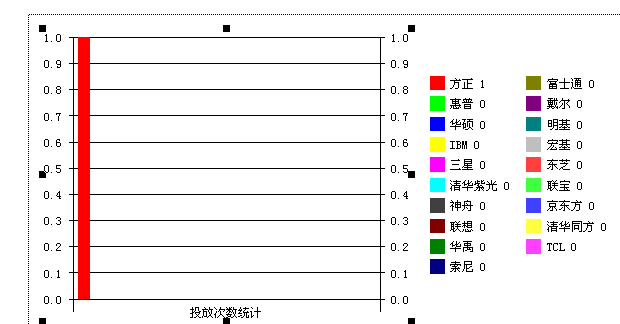 1.0 1.0
0.9 0.9
0.8 0.8
0.7 0.7
0.6 0.6
0.5 0.5
0.4 0.4
0.3 0.3
0.2 0.2
0.1 0.1
0.0 0.0
投放次数统计
方正 1 富士通 0
惠普 0 戴尔 0
华硕 0 明基 0
IBM 0 宏基 0
三星 0 东芝 0
清华紫光 0 联宝 0
神舟 0 京东方 0
联想 0 清华同方 0
华禹 0 TCL 0
索尼 0